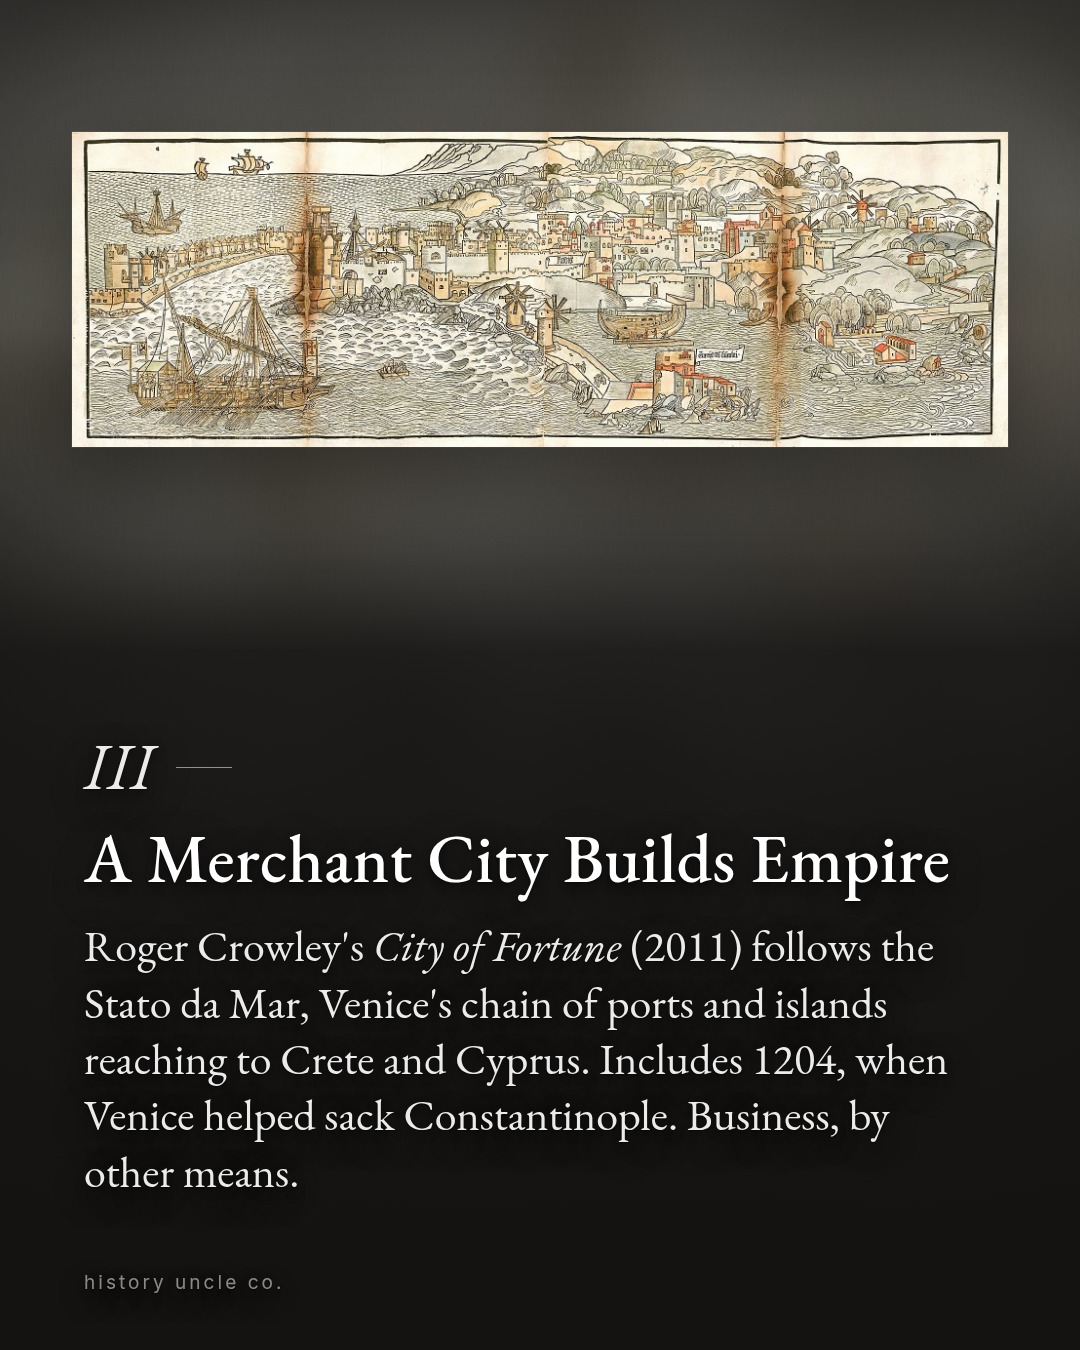 III
A Merchant City Builds Empire
Roger Crowley's City of Fortune (2011) follows the
Stato da Mar, Venice's chain of ports and islands
reaching to Crete and Cyprus. Includes 1204, when
Venice helped sack Constantinople. Business, by
other means.
history uncle co.